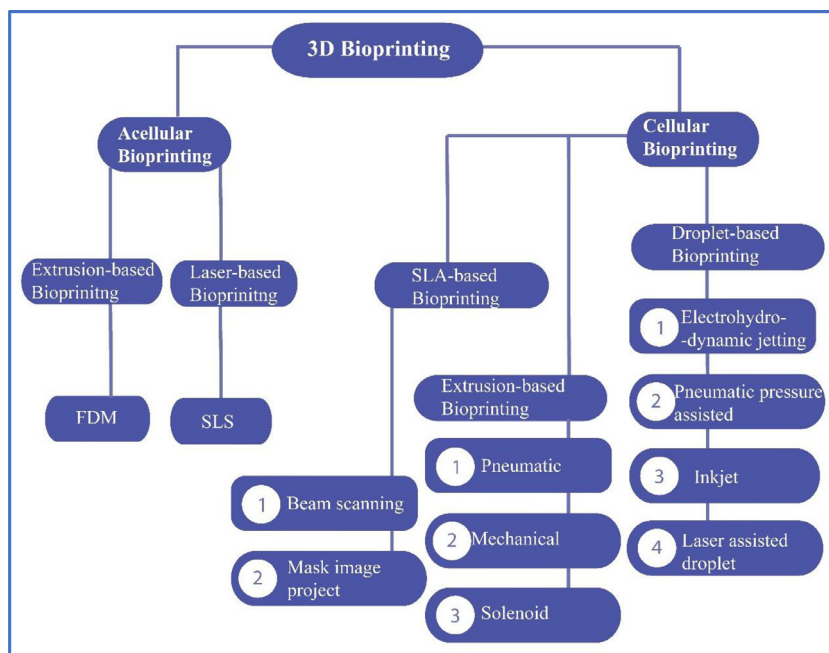 3D Bioprinting
Acellular
Bioprinting
Cellular
Bioprinting
Extrusion-based
Bioprinitng
Laser-based
Bioprinitng
FDM
SLS
SLA-based
Bioprinting
1 Beam scanning
2 Mask image
project
Extrusion-based
Bioprinting
1 Pneumatic
2 Mechanical
3 Solenoid
Droplet-based
Bioprinting
1 Electrohydro-
-dynamic jetting
2 Pneumatic pressure
assisted
3 Inkjet
4 Laser assisted
droplet